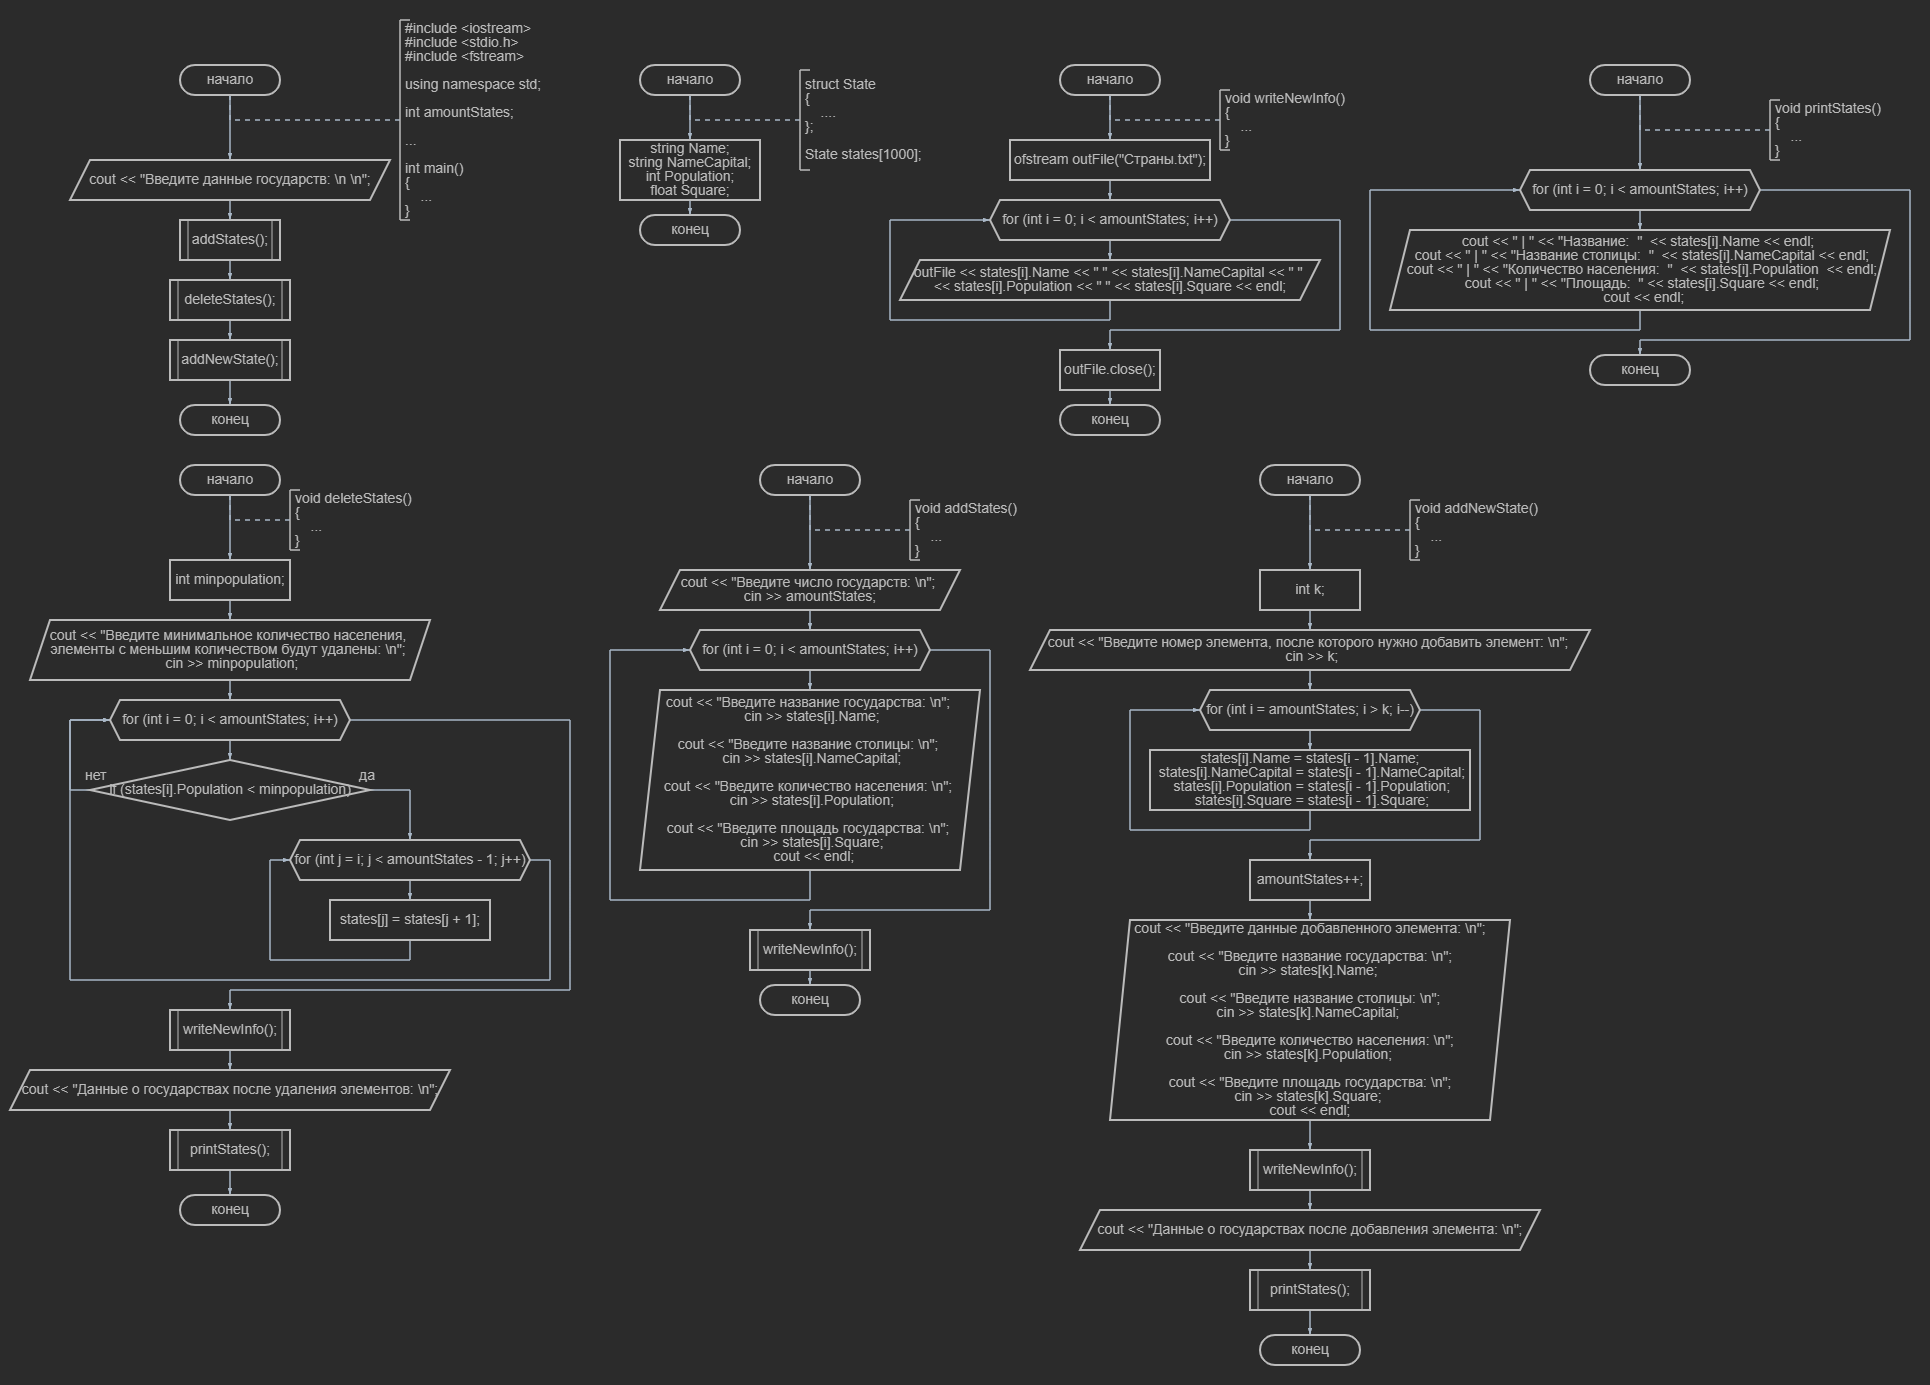 начало
#include <iostream>
#include <stdio.h>
#include <fstream>
using namespace std;
int amountStates;
...
int main()
{
...
}
cout << "Введите данные государств: \n \n";
addStates();
deleteStates();
addNewState();
конец
начало
struct State
{
....
};
State states[1000];
string Name;
string NameCapital;
int Population;
float Square;
конец
начало
void writeNewInfo()
{
...
}
ofstream outFile("Страны.txt");
for (int i = 0; i < amountStates; i++)
outFile << states[i].Name << " " << states[i].NameCapital << " "
<< states[i].Population << " " << states[i].Square << endl;
outFile.close();
конец
начало
void printStates()
{
...
}
for (int i = 0; i < amountStates; i++)
cout << " | " << "Название:  "  << states[i].Name << endl;
cout << " | " << "Название столицы:  "  << states[i].NameCapital << endl;
cout << " | " << "Количество населения:  "  << states[i].Population  << endl;
cout << " | " << "Площадь:  " << states[i].Square << endl;
cout << endl;
конец
начало
void deleteStates()
{
...
}
int minpopulation;
cout << "Введите минимальное количество населения,
элементы с меньшим количеством будут удалены: \n";
cin >> minpopulation;
for (int i = 0; i < amountStates; i++)
нет
да
if (states[i].Population < minpopulation)
for (int j = i; j < amountStates - 1; j++)
states[j] = states[j + 1];
writeNewInfo();
cout << "Данные о государствах после удаления элементов: \n";
printStates();
конец
начало
void addStates()
{
...
}
cout << "Введите число государств: \n";
cin >> amountStates;
for (int i = 0; i < amountStates; i++)
cout << "Введите название государства: \n";
cin >> states[i].Name;
cout << "Введите название столицы: \n";
cin >> states[i].NameCapital;
cout << "Введите количество населения: \n";
cin >> states[i].Population;
cout << "Введите площадь государства: \n";
cin >> states[i].Square;
cout << endl;
writeNewInfo();
конец
начало
void addNewState()
{
...
}
int k;
cout << "Введите номер элемента, после которого нужно добавить элемент: \n";
cin >> k;
for (int i = amountStates; i > k; i--)
states[i].Name = states[i - 1].Name;
states[i].NameCapital = states[i - 1].NameCapital;
states[i].Population = states[i - 1].Population;
states[i].Square = states[i - 1].Square;
amountStates++;
cout << "Введите данные добавленного элемента: \n";
cout << "Введите название государства: \n";
cin >> states[k].Name;
cout << "Введите название столицы: \n";
cin >> states[k].NameCapital;
cout << "Введите количество населения: \n";
cin >> states[k].Population;
cout << "Введите площадь государства: \n";
cin >> states[k].Square;
cout << endl;
writeNewInfo();
cout << "Данные о государствах после добавления элемента: \n";
printStates();
конец